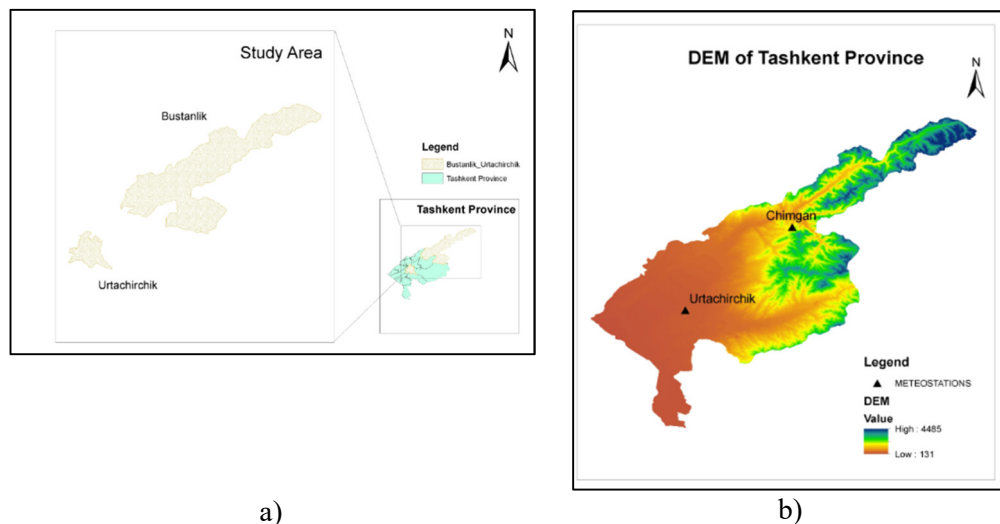 Study Area
N
Bustanlik
Legend
Bustanlik_Urtachirchik
Tashkent Province
Tashkent Province
Urtachirchik
a)
DEM of Tashkent Province
N
Chimgan
Urtachirchik
Legend
METEOSTATIONS
DEM
Value
High : 4485
Low : 131
b)